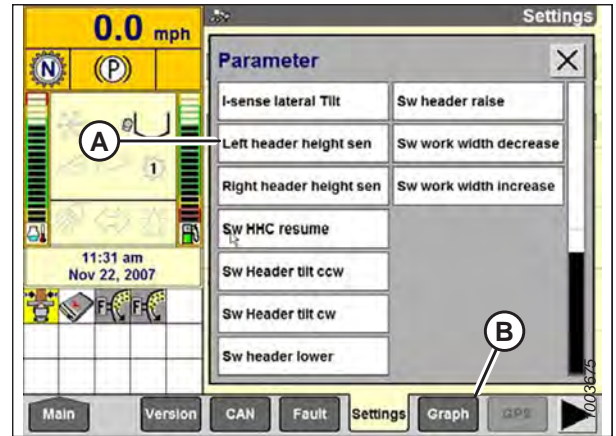 0.0 mph
Settings
N
(P)
Parameter
I-sense lateral Tilt
Sw header raise
A
Left header height sen
Sw work width decrease
1
Right header height sen
Sw work width increase
Sw HHC resume
11:31 am
Nov 22, 2007
Sw Header tilt ccw
Sw Header tilt cw
B
Sw header lower
1003675
Main
Version
CAN
Fault
Settings
Graph
GPS